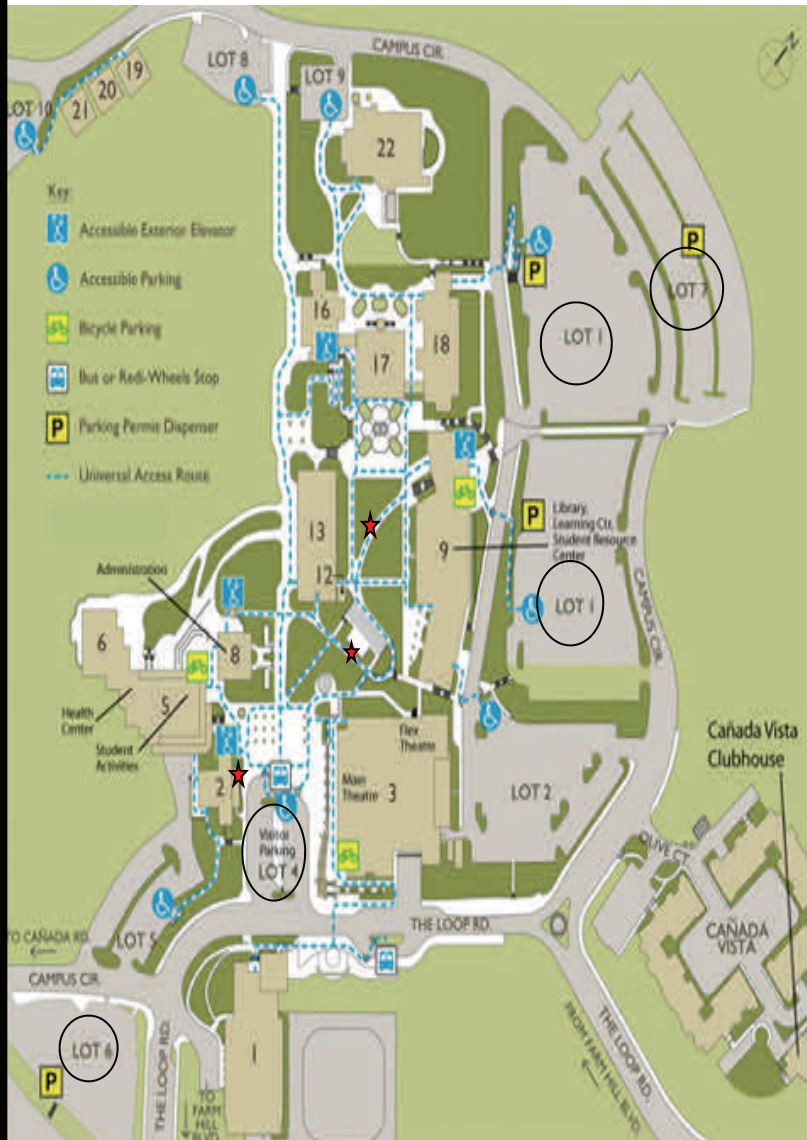 CAMPUS CIR.
N
LOT 8
LOT 9
19
20
21
LOT 10
22
Key:
Accessible Exterior Elevator
Accessible Parking
Bicycle Parking
Bus or Redi-Wheels Stop
P
Parking Permit Dispenser
Universal Access Route
P
P
LOT 7
LOT 1
16
17
18
13
12
9
P
Library,
Learning Ctr.
Student Resource
Center
LOT 1
CAMPUS CIR.
Administration
6
8
5
Health
Center
Student
Activities
2
Flex
Theatre
Main
Theatre
3
LOT 2
Visitor
Parking
LOT 4
Cañada Vista
Clubhouse
OLIVE CT.
CAÑADA
VISTA
TO CAÑADA RD.
LOT 5
THE LOOP RD.
CAMPUS CIR.
LOT 6
P
THE LOOP RD.
TO
FARM
HILL
BLVD.
1
FROM FARM HILL BLVD.
THE LOOP RD.